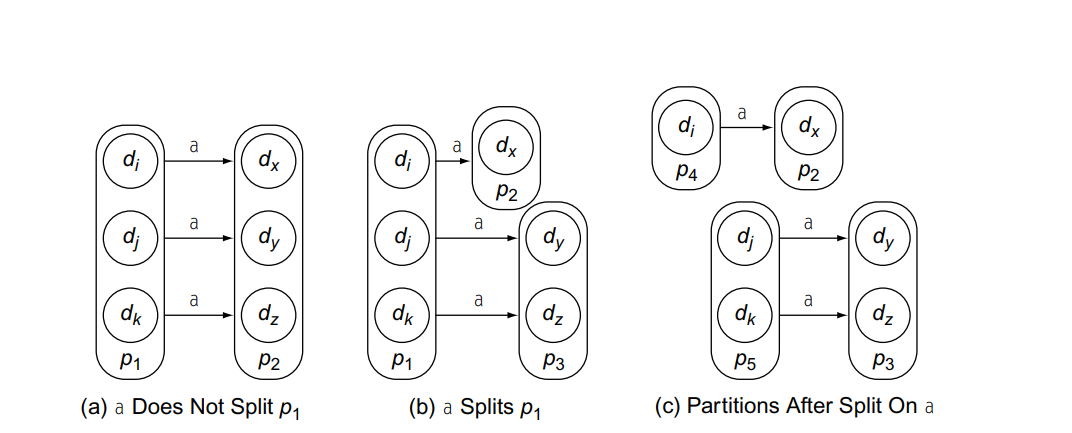 a
d_i
d_x
p_4
p_2
a
d_i
d_x
a
d_j
d_y
a
d_k
d_z
p_1
p_2
a
d_i
d_x
p_2
a
d_j
d_y
a
d_k
d_z
p_1
p_3
a
d_j
d_y
a
d_k
d_z
p_5
p_3
(a) a Does Not Split p_1
(b) a Splits p_1
(c) Partitions After Split On a